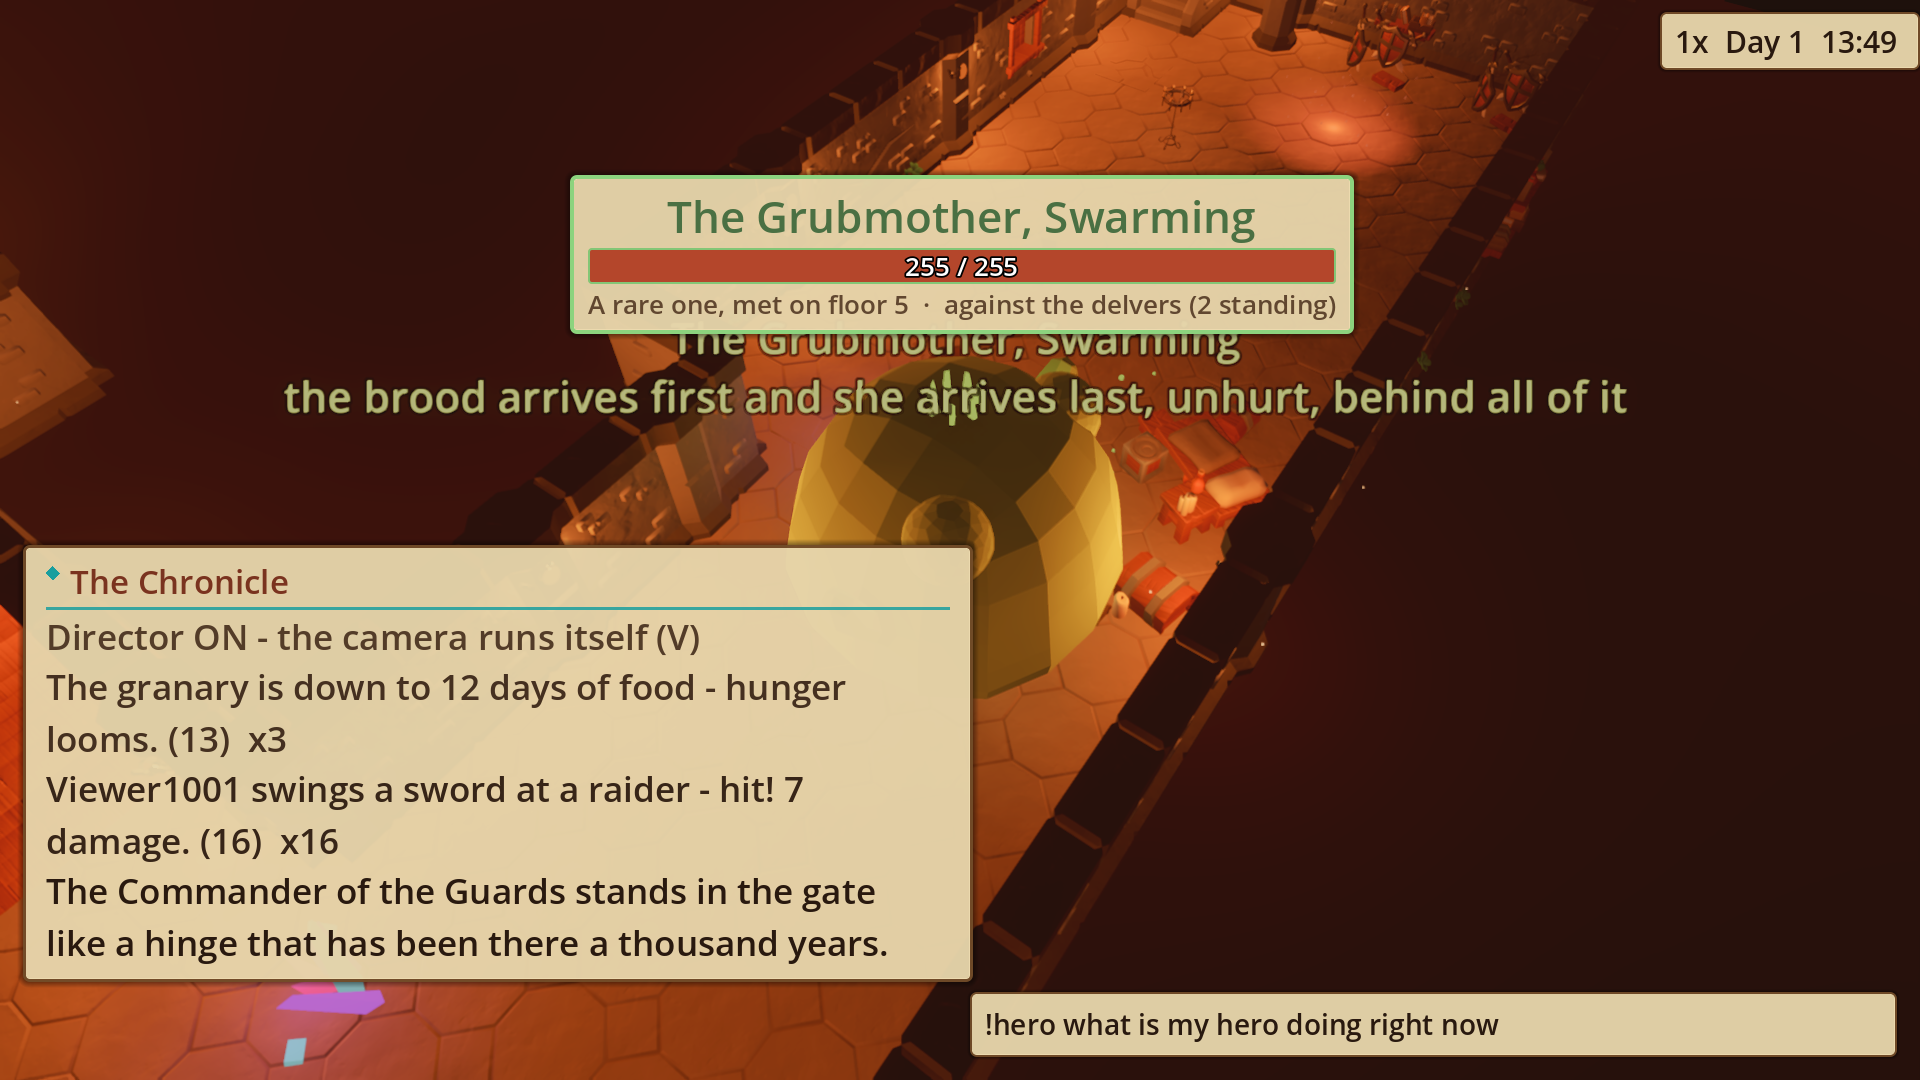 1x Day 1 13:49
The Grubmother, Swarming
255 / 255
A rare one, met on floor 5 · against the delvers (2 standing)
The Grubmother, Swarming
the brood arrives first and she arrives last, unhurt, behind all of it
The Chronicle
Director ON - the camera runs itself (V)
The granary is down to 12 days of food - hunger
looms. (13) x3
Viewer1001 swings a sword at a raider - hit! 7
damage. (16) x16
The Commander of the Guards stands in the gate
like a hinge that has been there a thousand years.
!hero what is my hero doing right now